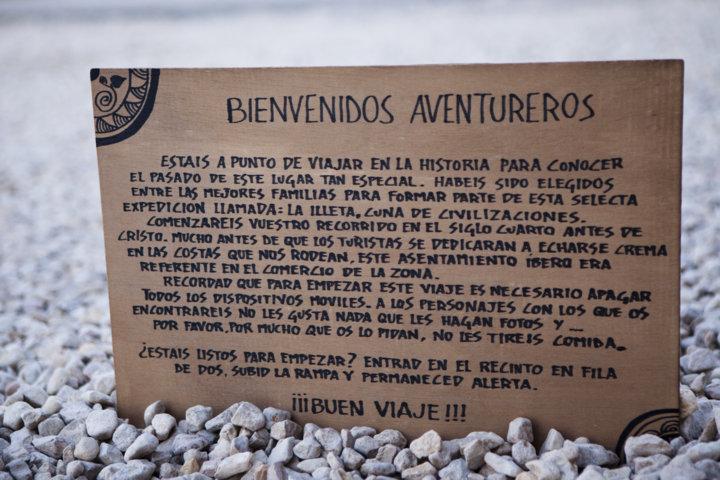 BIENVENIDOS AVENTUREROS
ESTAIS A PUNTO DE VIAJAR EN LA HISTORIA PARA CONOCER
EL PASADO DE ESTE LUGAR TAN ESPECIAL. HABEIS SIDO ELEGIDOS
ENTRE LAS MEJORES FAMILIAS PARA FORMAR PARTE DE ESTA SELECTA
EXPEDICION LLAMADA: LA ILLETA, CUNA DE CIVILIZACIONES.
COMENZAREIS VUESTRO RECORRIDO EN EL SIGLO CUARTO ANTES DE
CRISTO. MUCHO ANTES DE QUE LOS TURISTAS SE DEDICARAN A ECHARSE CREMA
EN LAS COSTAS QUE NOS RODEAN, ESTE ASENTAMIENTO ÍBERO ERA
REFERENTE EN EL COMERCIO DE LA ZONA.
RECORDAD QUE PARA EMPEZAR ESTE VIAJE ES NECESARIO APAGAR
TODOS LOS DISPOSITIVOS MOVILES. A LOS PERSONAJES CON LOS QUE OS
ENCONTRAREIS NO LES GUSTA NADA QUE LES HAGAN FOTOS Y ...
POR FAVOR, POR MUCHO QUE OS LO PIDAN, NO LES TIREIS COMIDA.
¿ESTAIS LISTOS PARA EMPEZAR? ENTRAD EN EL RECINTO EN FILA
DE DOS, SUBID LA RAMPA Y PERMANECED ALERTA.
¡¡¡BUEN VIAJE!!!